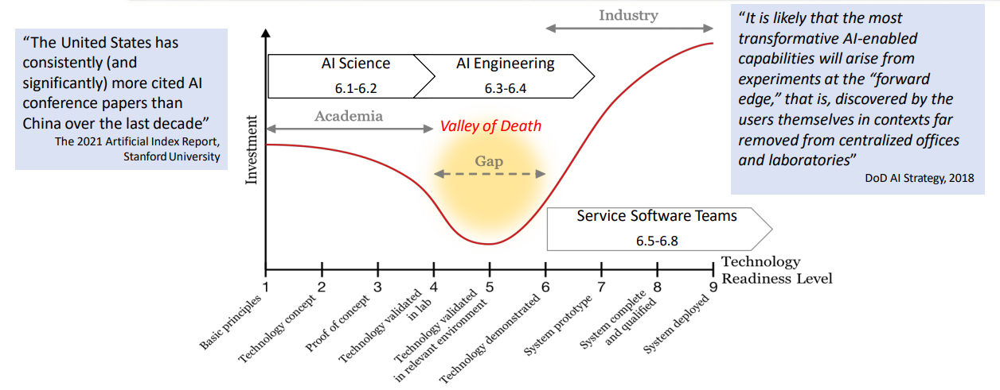 “The United States has
consistently (and
significantly) more cited AI
conference papers than
China over the last decade”
The 2021 Artificial Index Report,
Stanford University
Industry
AI Science
6.1-6.2
AI Engineering
6.3-6.4
Academia
Valley of Death
Gap
Investment
Service Software Teams
6.5-6.8
“It is likely that the most
transformative AI-enabled
capabilities will arise from
experiments at the “forward
edge,” that is, discovered by the
users themselves in contexts far
removed from centralized offices
and laboratories”
DoD AI Strategy, 2018
Technology
Readiness Level
1
2
3
4
5
6
7
8
9
Basic principles
Technology concept
Proof of concept
Technology validated
in lab
Technology validated
in relevant environment
Technology demonstrated
System prototype
System complete
and qualified
System deployed